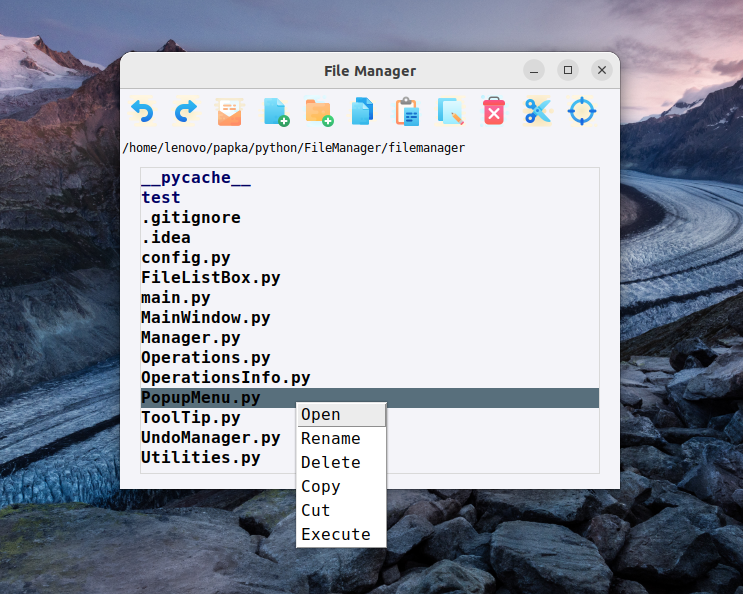 File Manager
/home/lenovo/papka/python/FileManager/filemanager
__pycache__
test
.gitignore
.idea
config.py
FileListBox.py
main.py
MainWindow.py
Manager.py
Operations.py
OperationsInfo.py
PopupMenu.py
ToolTip.py
UndoManager.py
Utilities.py
Open
Rename
Delete
Copy
Cut
Execute